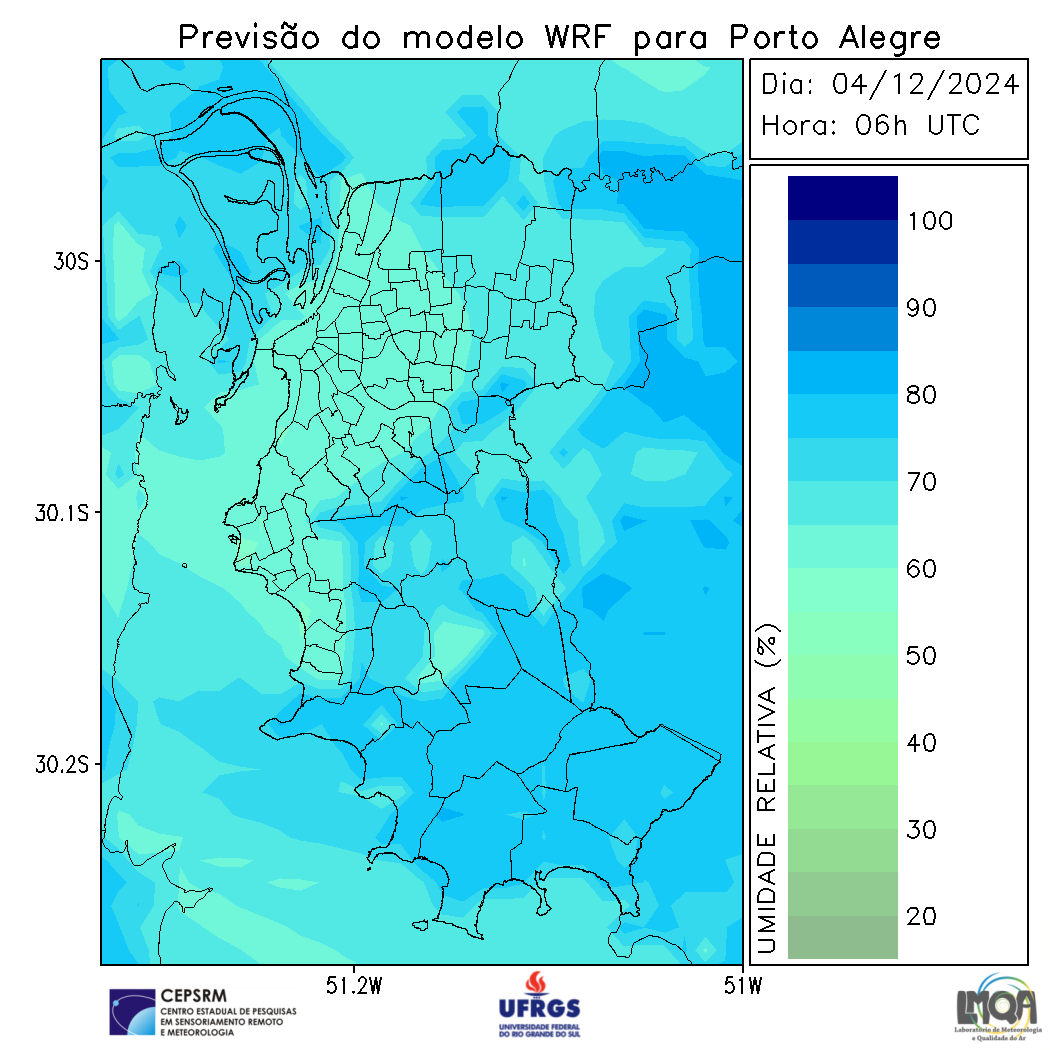 Previsão do modelo WRF para Porto Alegre
Dia: 04/12/2024
Hora: 06h UTC
30S
30.1S
30.2S
51.2W
51W
UMIDADE RELATIVA (%)
100
90
80
70
60
50
40
30
20
CEPSRM
CENTRO ESTADUAL DE PESQUISAS
EM SENSORIAMENTO REMOTO
E METEOROLOGIA
UFRGS
UNIVERSIDADE FEDERAL
DO RIO GRANDE DO SUL
LMQA
Laboratório de Meteorologia
e Qualidade do Ar